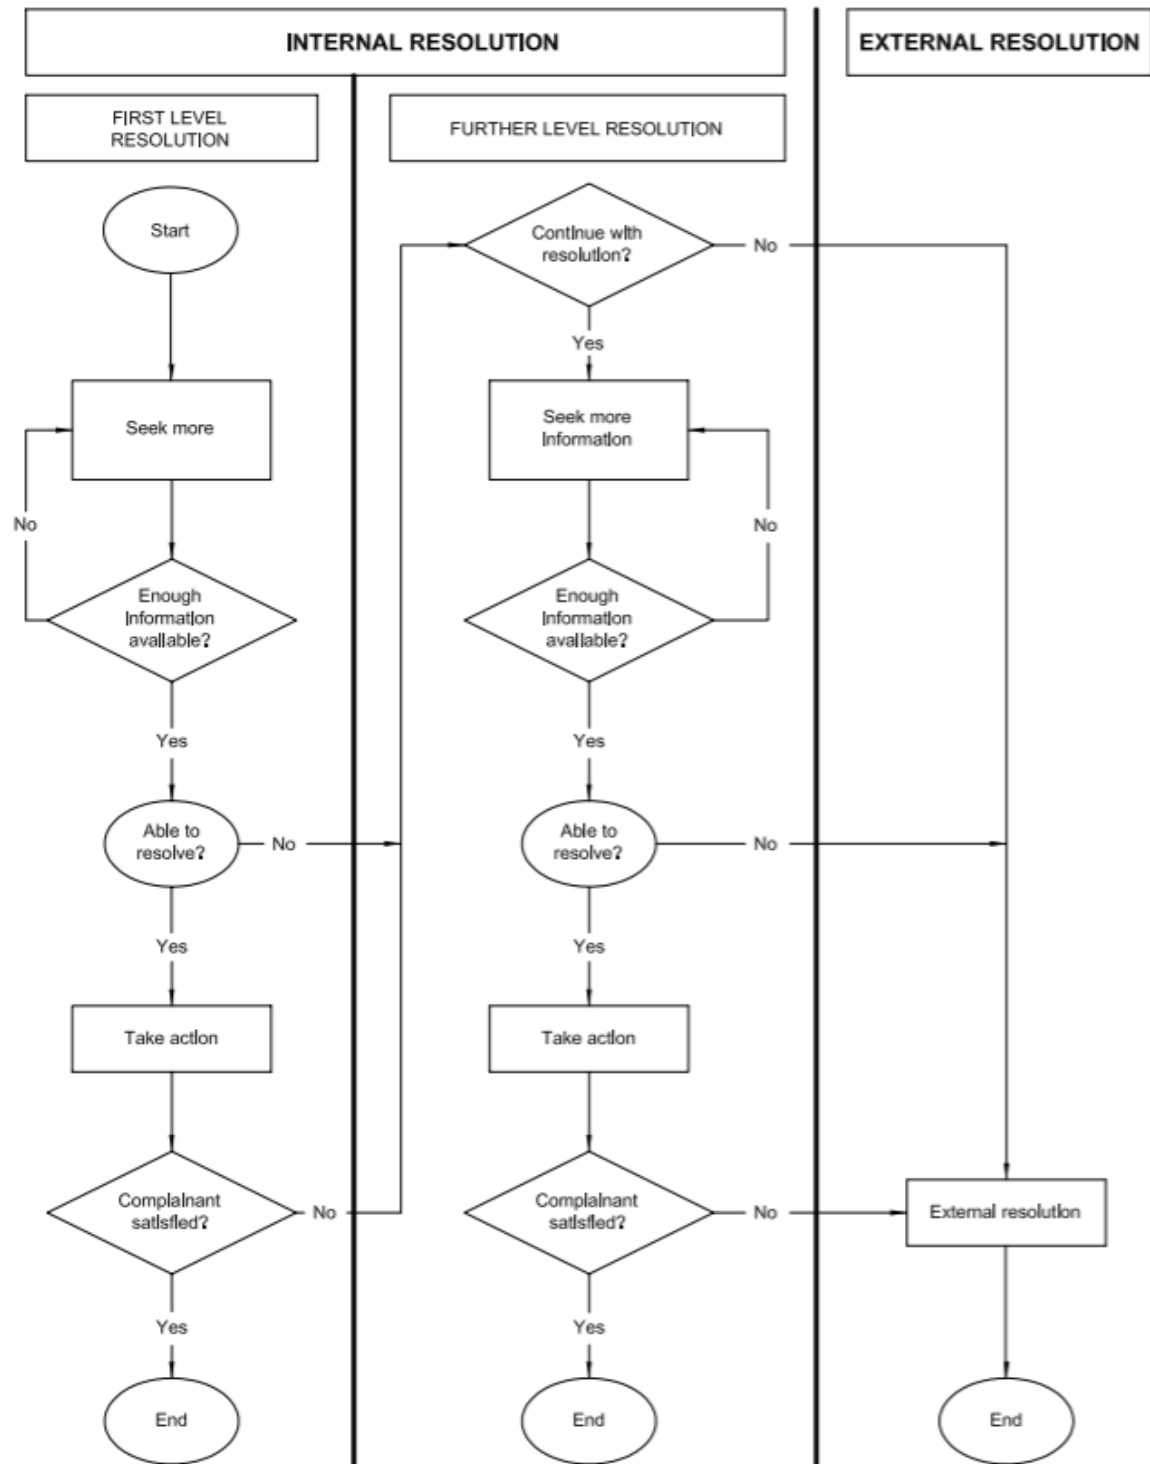 INTERNAL RESOLUTION
EXTERNAL RESOLUTION
FIRST LEVEL
RESOLUTION
FURTHER LEVEL RESOLUTION
Start
Seek more
No
Enough
information
available?
Yes
Able to
resolve?
No
Yes
Take action
Complainant
satisfied?
No
Yes
End
Continue with
resolution?
No
Yes
Seek more
information
No
Enough
information
available?
Yes
Able to
resolve?
No
Yes
Take action
Complainant
satisfied?
No
Yes
End
External resolution
End